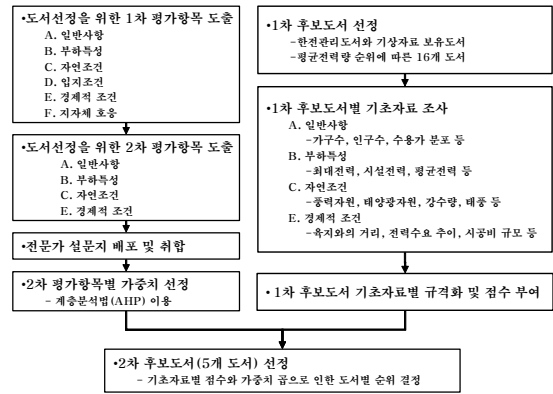 •도서선정을 위한 1차 평가항목 도출
A. 일반사항
B. 부하특성
C. 자연조건
D. 입지조건
E. 경제적 조건
F. 지자체 호응
•도서선정을 위한 2차 평가항목 도출
A. 일반사항
B. 부하특성
C. 자연조건
E. 경제적 조건
•전문가 설문지 배포 및 취합
•2차 평가항목별 가중치 선정
- 계층분석법(AHP) 이용
•1차 후보도서 선정
-한전관리도서와 기상자료 보유도서
-평균전력량 순위에 따른 16개 도서
•1차 후보도서별 기초자료 조사
A. 일반사항
-가구수, 인구수, 수용가 분포 등
B. 부하특성
-최대전력, 시설전력, 평균전력 등
C. 자연조건
-풍력자원, 태양광자원, 강수량, 태풍 등
E. 경제적 조건
-육지와의 거리, 전력수요 추이, 시공비 규모 등
•1차 후보도서 기초자료별 규격화 및 점수 부여
•2차 후보도서(5개 도서) 선정
- 기초자료별 점수와 가중치 곱으로 인한 도서별 순위 결정